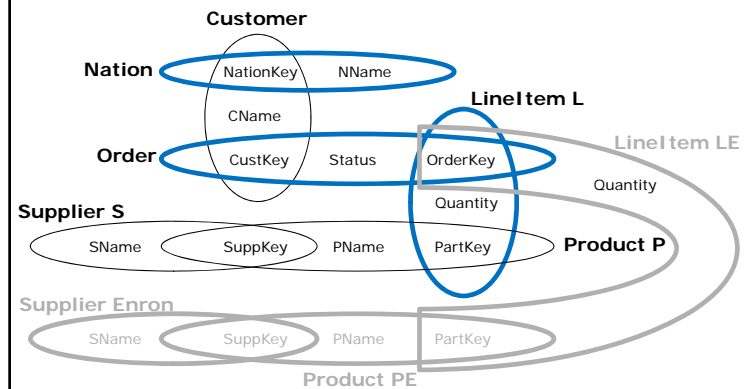 Customer
Nation NationKey NName
CName
LineItem L
LineItem LE
Order CustKey Status OrderKey
Quantity
Quantity
Supplier S
SName SuppKey PName PartKey Product P
Supplier Enron
SName SuppKey PName PartKey
Product PE